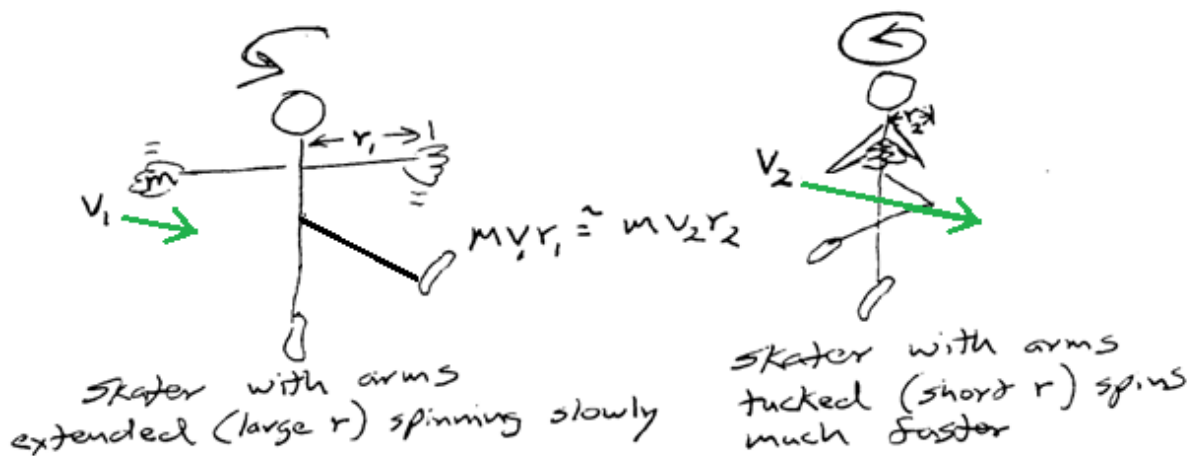 r₁
m
V₁
mv₁r₁ ≅ mv₂r₂
r₂
V₂
skater with arms
extended (large r) spinning slowly
skater with arms
tucked (short r) spins
much faster